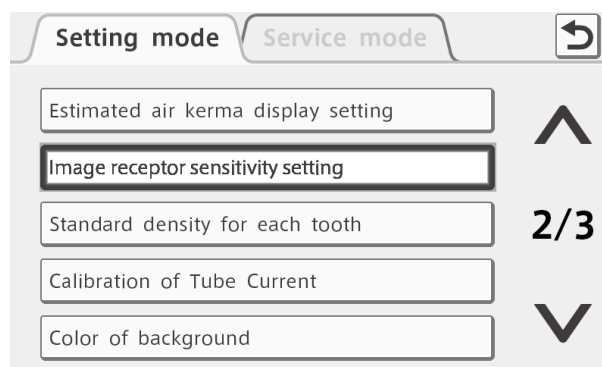 Setting mode
Service mode
Estimated air kerma display setting
Image receptor sensitivity setting
Standard density for each tooth
2/3
Calibration of Tube Current
Color of background